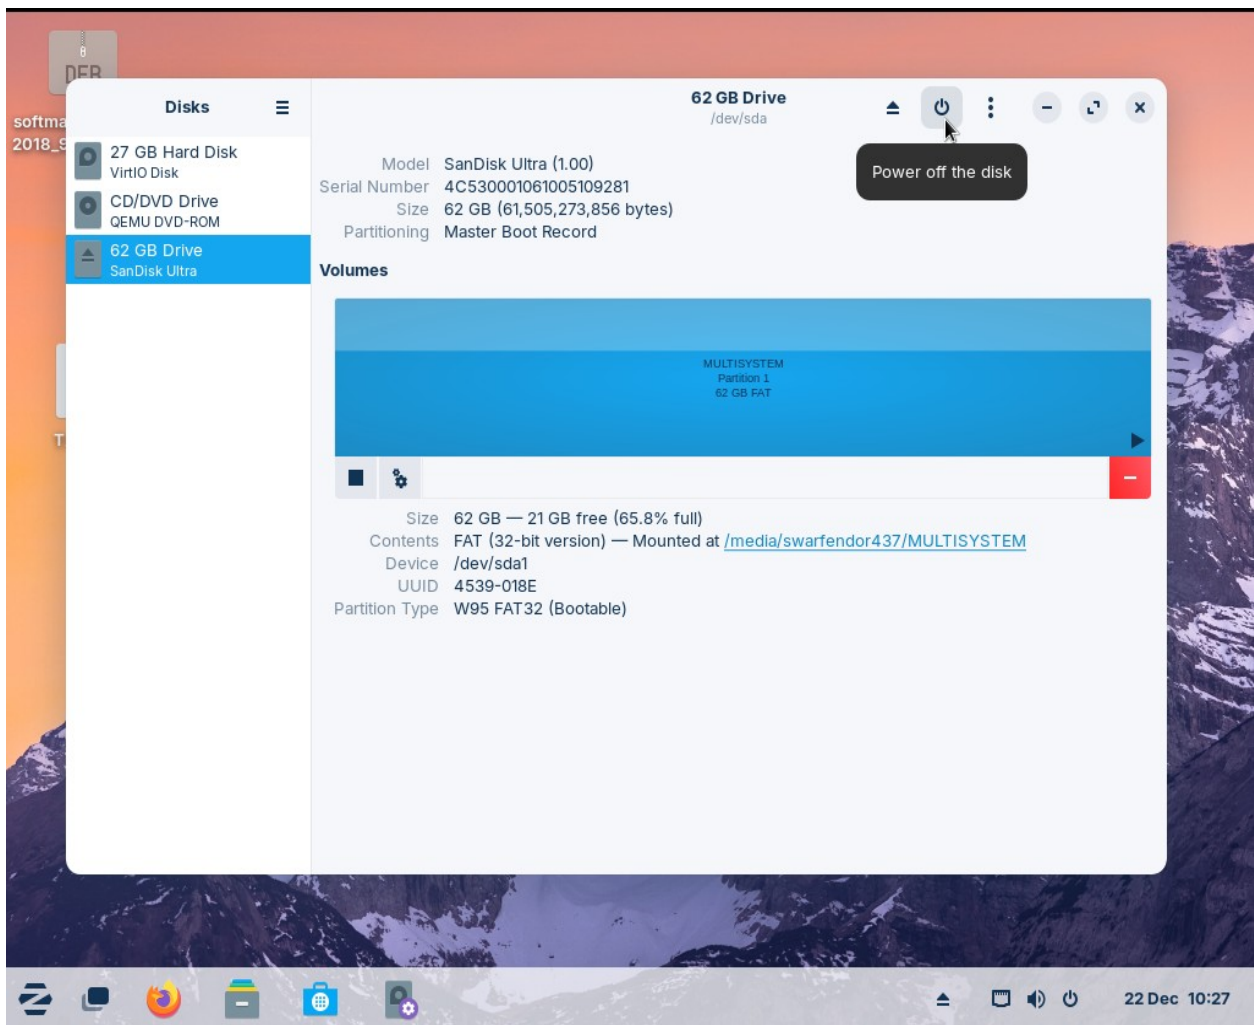 DEB
softma
2018_9
T
Disks
27 GB Hard Disk
VirtIO Disk
CD/DVD Drive
QEMU DVD-ROM
62 GB Drive
SanDisk Ultra
62 GB Drive
/dev/sda
Power off the disk
Model SanDisk Ultra (1.00)
Serial Number 4C530001061005109281
Size 62 GB (61,505,273,856 bytes)
Partitioning Master Boot Record
Volumes
MULTISYSTEM
Partition 1
62 GB FAT
Size 62 GB — 21 GB free (65.8% full)
Contents FAT (32-bit version) — Mounted at /media/swarfendor437/MULTISYSTEM
Device /dev/sda1
UUID 4539-018E
Partition Type W95 FAT32 (Bootable)
22 Dec 10:27